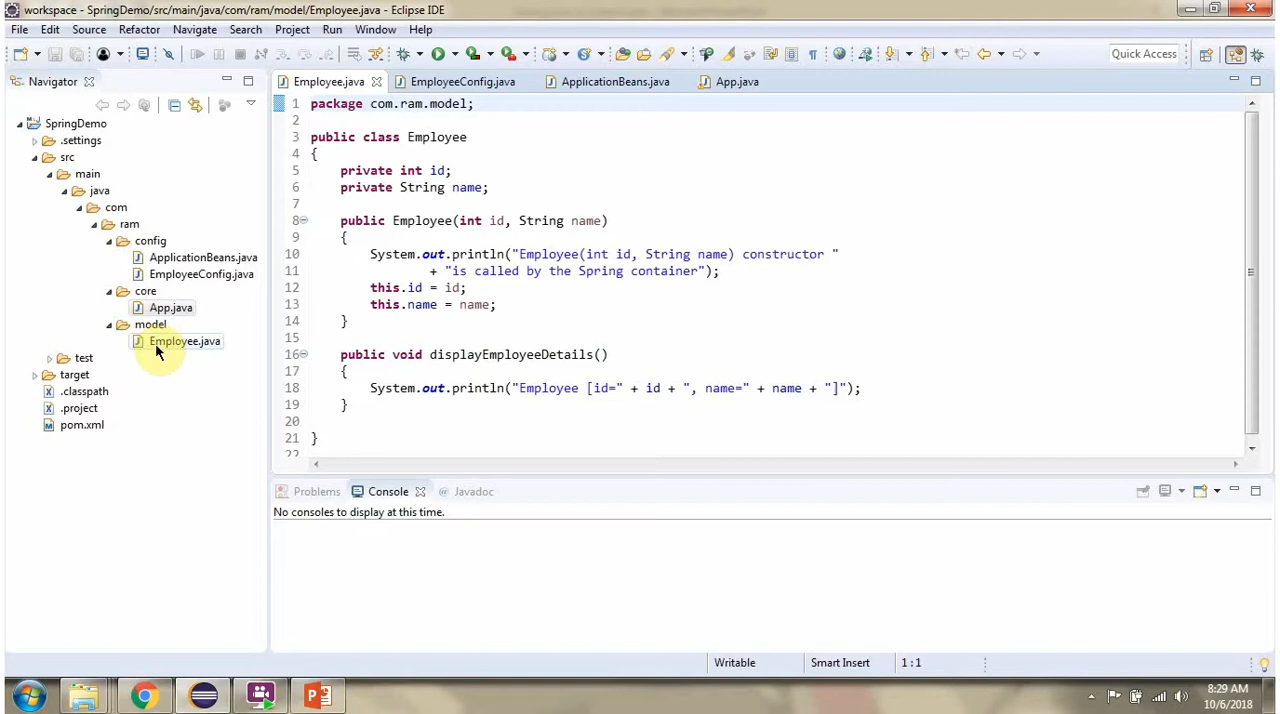 workspace - SpringDemo/src/main/java/com/ram/model/Employee.java - Eclipse IDE
File Edit Source Refactor Navigate Search Project Run Window Help
Quick Access
Navigator
Employee.java EmployeeConfig.java ApplicationBeans.java App.java
SpringDemo
.settings
src
main
java
com
ram
config
ApplicationBeans.java
EmployeeConfig.java
core
App.java
model
Employee.java
test
target
.classpath
.project
pom.xml
1 package com.ram.model;
2
3 public class Employee
4 {
5 private int id;
6 private String name;
7
8 public Employee(int id, String name)
9 {
10 System.out.println("Employee(int id, String name) constructor "
11 + "is called by the Spring container");
12 this.id = id;
13 this.name = name;
14 }
15
16 public void displayEmployeeDetails()
17 {
18 System.out.println("Employee [id=" + id + ", name=" + name + "]");
19 }
20
21 }
22
Problems Console Javadoc
No consoles to display at this time.
Writable Smart Insert 1:1
8:29 AM
10/6/2018